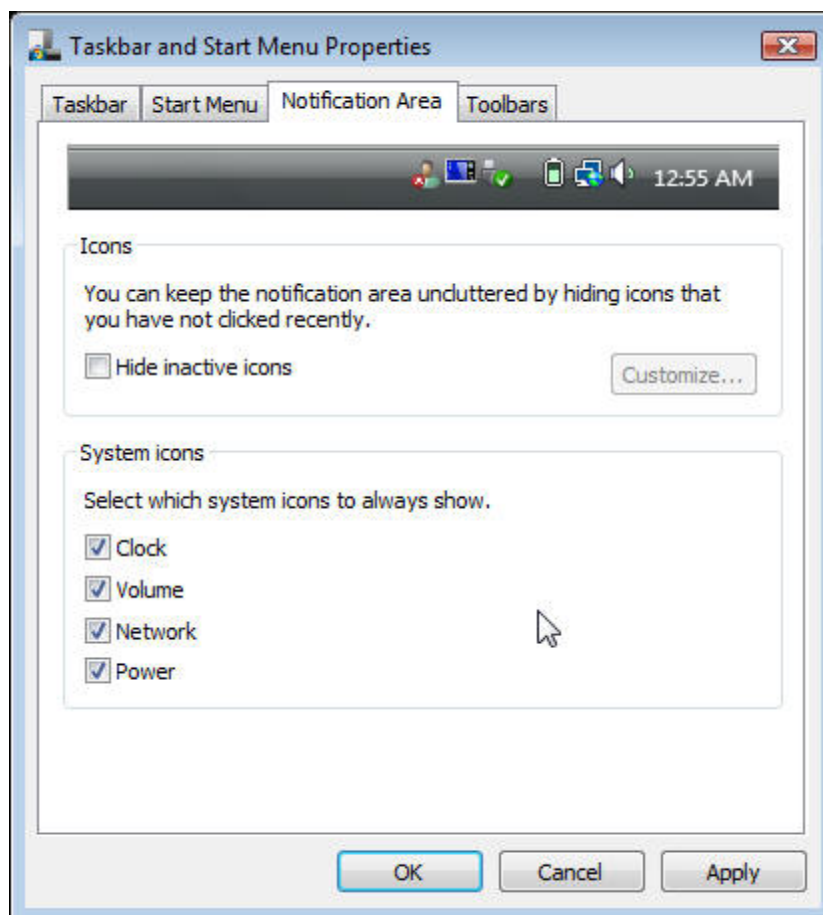 Taskbar and Start Menu Properties
Taskbar Start Menu Notification Area Toolbars
12:55 AM
Icons
You can keep the notification area uncluttered by hiding icons that
you have not clicked recently.
Hide inactive icons
Customize...
System icons
Select which system icons to always show.
Clock
Volume
Network
Power
OK Cancel Apply